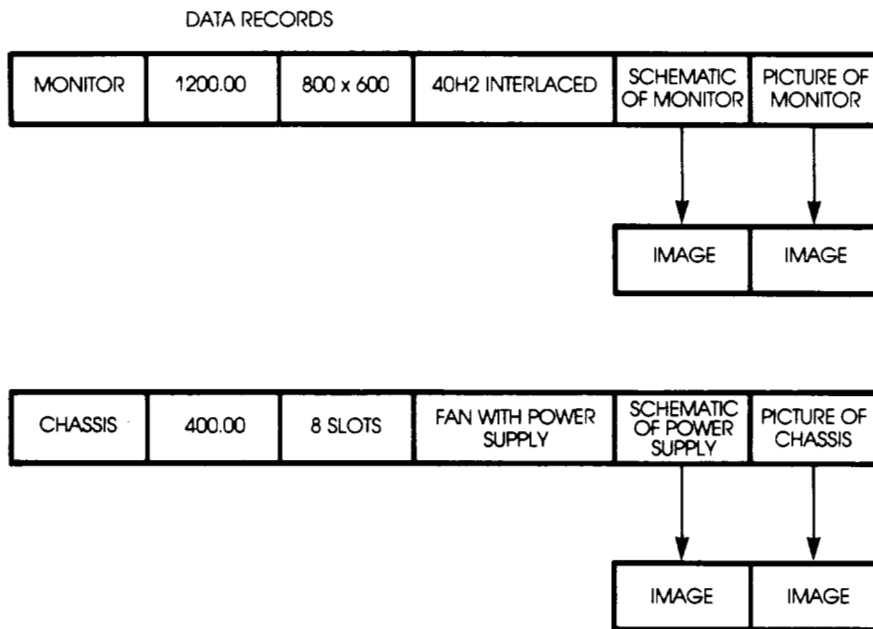 DATA RECORDS
MONITOR
1200.00
800 x 600
40H2 INTERLACED
SCHEMATIC
OF MONITOR
PICTURE OF
MONITOR
IMAGE
IMAGE
CHASSIS
400.00
8 SLOTS
FAN WITH POWER
SUPPLY
SCHEMATIC
OF POWER
SUPPLY
PICTURE OF
CHASSIS
IMAGE
IMAGE